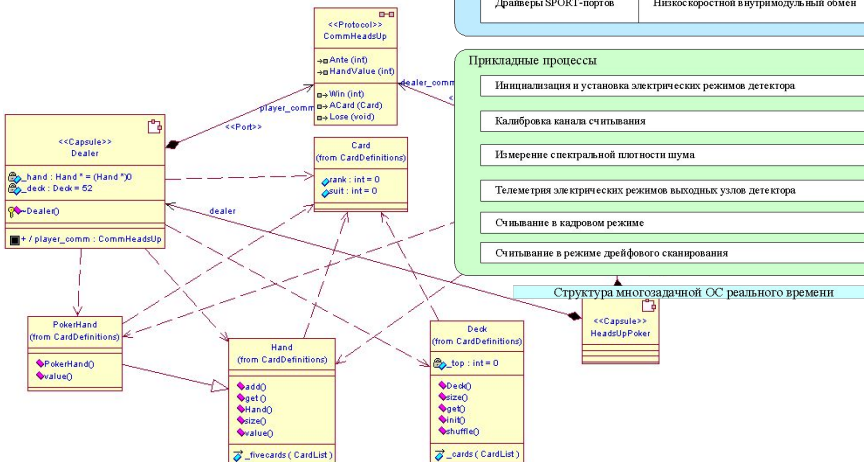 Драйверы SPORT-портов
Низкоскоростной внутримодульный обмен
<<Protocol>>
CommHeadsUp
Ante (int)
HandValue (int)
Win (int)
ACard (Card)
Lose (void)
dealer_comm
player_comm
<<Port>>
Прикладные процессы
Инициализация и установка электрических режимов детектора
Калибровка канала считывания
Измерение спектральной плотности шума
Телеметрия электрических режимов выходных узлов детектора
Счиывание в кадровом режиме
Считывание в режиме дрейфового сканирования
Структура многозадачной ОС реального времени
<<Capsule>>
Dealer
_hand : Hand * = (Hand *)0
_deck : Deck = 52
~Dealer()
+ / player_comm : CommHeadsUp
Card
(from CardDefinitions)
rank : int = 0
suit : int = 0
dealer
<<Capsule>>
HeadsUpPoker
PokerHand
(from CardDefinitions)
PokerHand()
value()
Hand
(from CardDefinitions)
add()
get ()
Hand()
size()
value()
_fivecards ( CardList )
Deck
(from CardDefinitions)
_top : int = 0
Deck()
size()
get()
init()
shuffle()
_cards ( CardList )